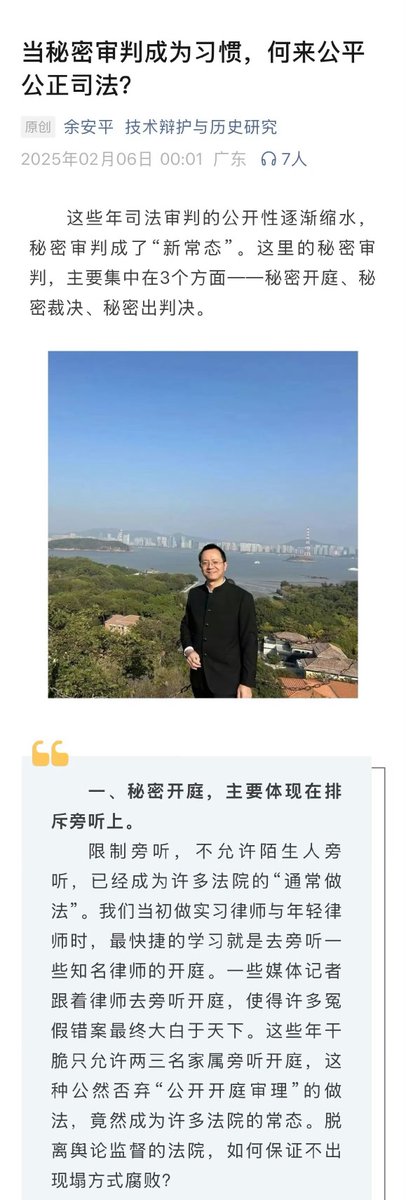 当秘密审判成为习惯，何来公平
公正司法？
原创 余安平 技术辩护与历史研究
2025年02月06日 00:01 广东 7人
这些年司法审判的公开性逐渐缩水，
秘密审判成了“新常态”。这里的秘密审
判，主要集中在3个方面——秘密开庭、秘
密裁决、秘密出判决。
一、秘密开庭，主要体现在排
斥旁听上。
限制旁听，不允许陌生人旁
听，已经成为许多法院的“通常做
法”。我们当初做实习律师与年轻律
师时，最快捷的学习就是去旁听一
些知名律师的开庭。一些媒体记者
跟着律师去旁听开庭，使得许多冤
假错案最终大白于天下。这些年干
脆只允许两三名家属旁听开庭，这
种公然否弃“公开开庭审理”的做
法，竟然成为许多法院的常态。脱
离舆论监督的法院，如何保证不出
现塌方式腐败？